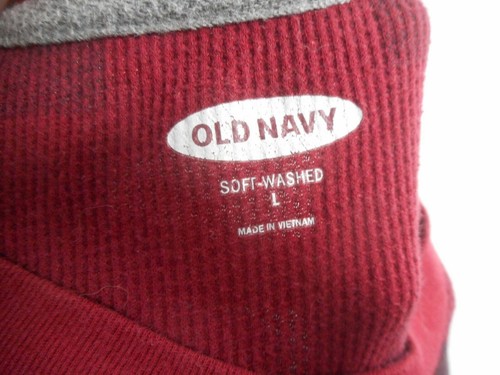 OLD NAVY
SOFT-WASHED
L
MADE IN VIETNAM